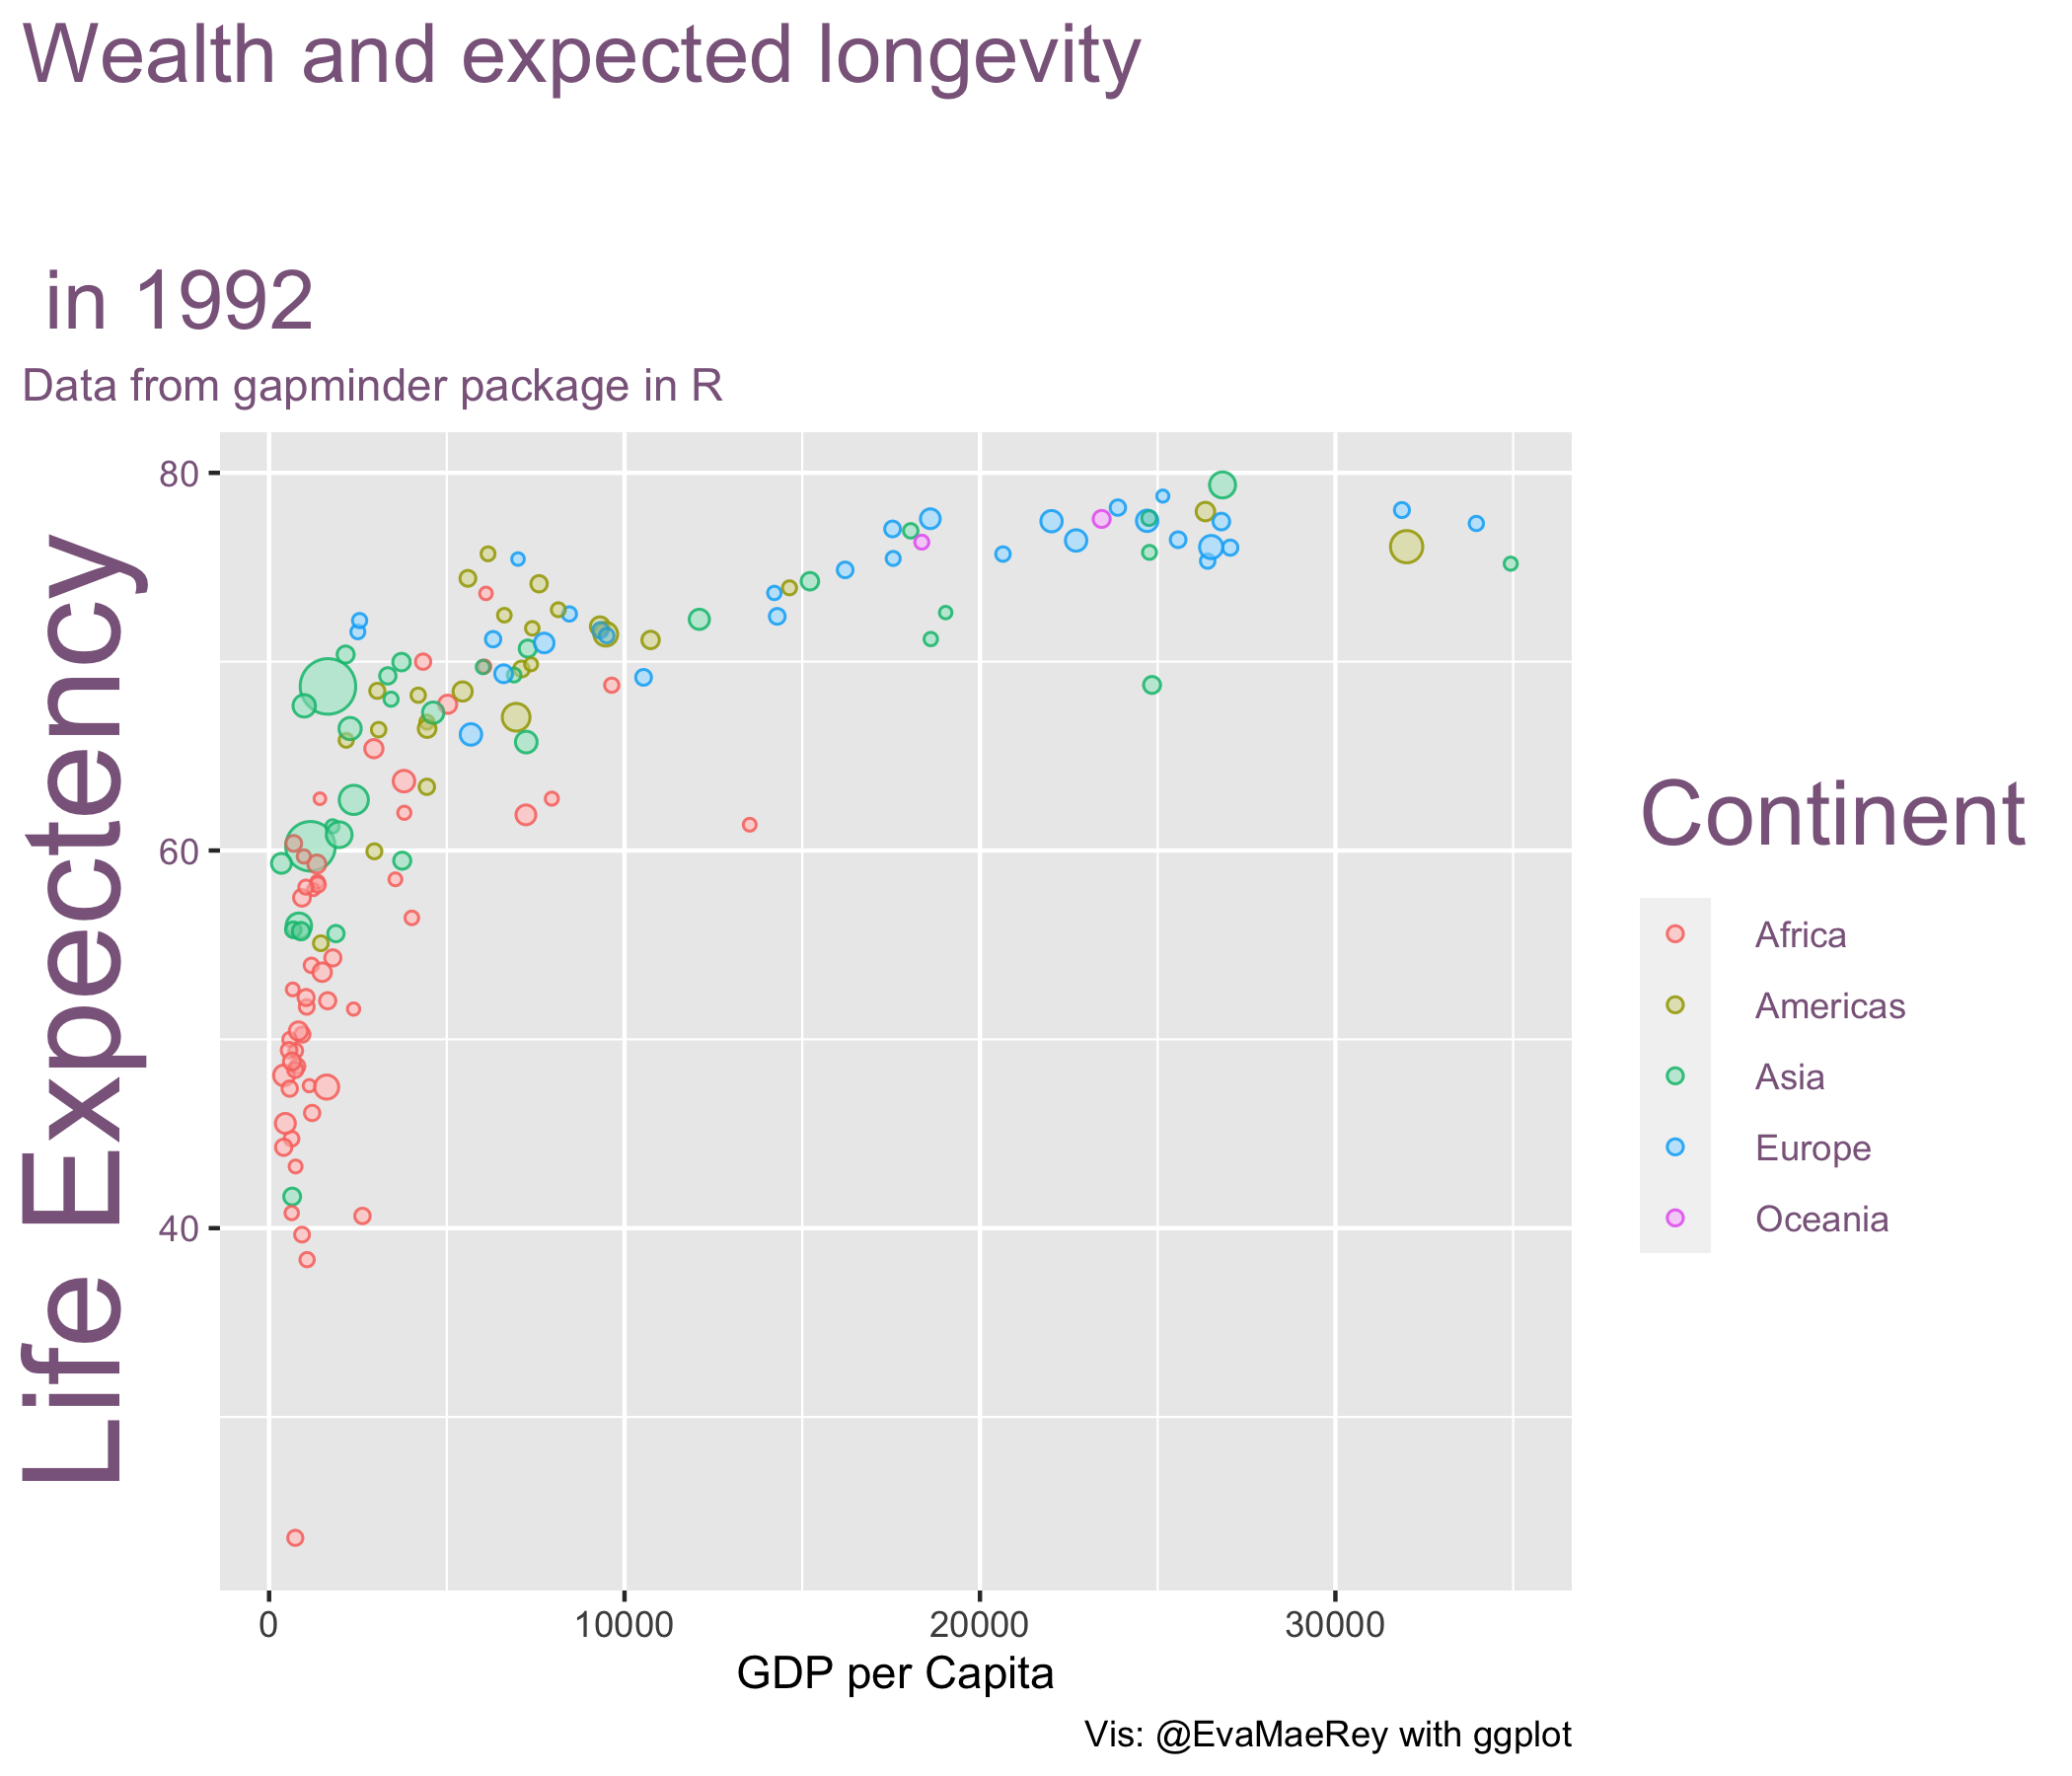 Wealth and expected longevity
in 1992
Data from gapminder package in R
Life Expectency
80
60
40
0 10000 20000 30000
GDP per Capita
Continent
Africa
Americas
Asia
Europe
Oceania
Vis: @EvaMaeRey with ggplot